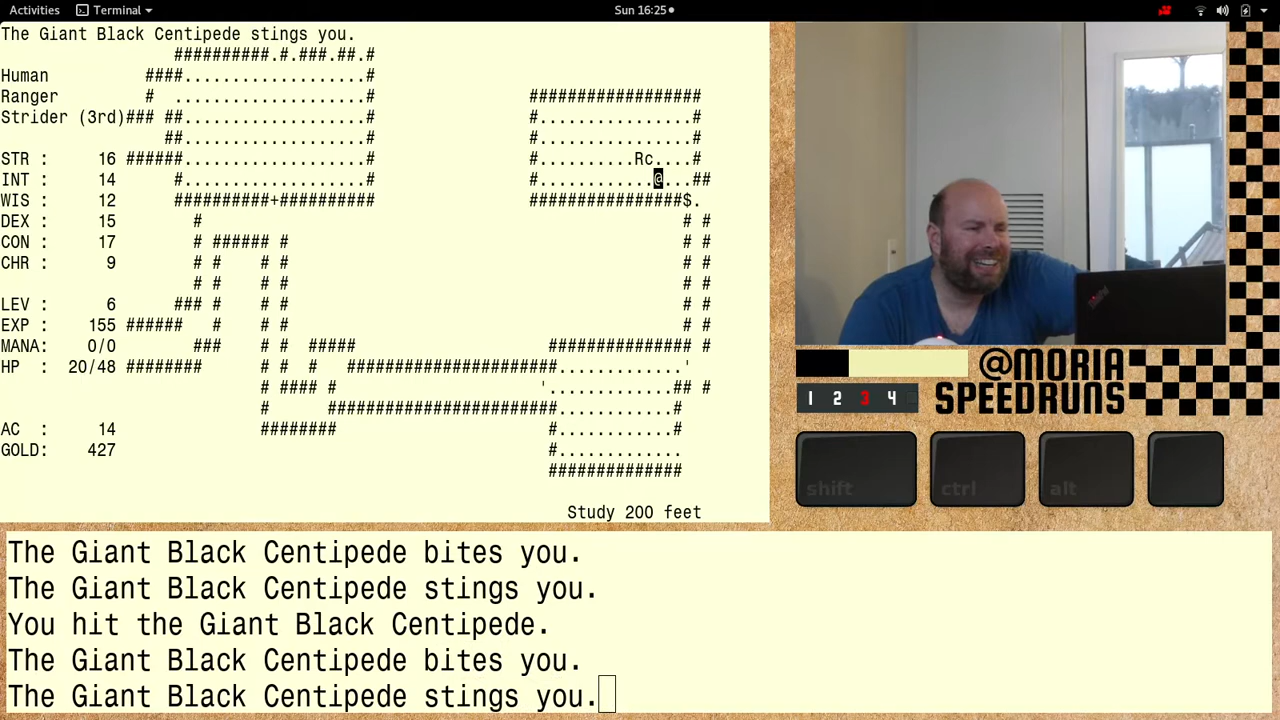 Activities Terminal Sun 16:25
The Giant Black Centipede stings you.
##########.#.###.##.#
Human ####...................#
Ranger # ....................# ##################
Strider (3rd)### ##...................# #................#
##...................# #................#
STR : 16 ######...................# #..........Rc....#
INT : 14 #...................# #............@...##
WIS : 12 ##########+########## ################$.
DEX : 15 # # #
CON : 17 # ###### # # #
CHR : 9 # # # # # #
# # # # # #
LEV : 6 ### # # # # #
EXP : 155 ###### # # # # #
MANA: 0/0 ### # # ##### ############### #
HP : 20/48 ######## # # # ######################.............'
# #### # '.............## #
# ########################............#
AC : 14 ######## #............#
GOLD: 427 #.............
##############
Study 200 feet
@MORIA
1 2 3 4 SPEEDRUNS
shift ctrl alt
The Giant Black Centipede bites you.
The Giant Black Centipede stings you.
You hit the Giant Black Centipede.
The Giant Black Centipede bites you.
The Giant Black Centipede stings you.